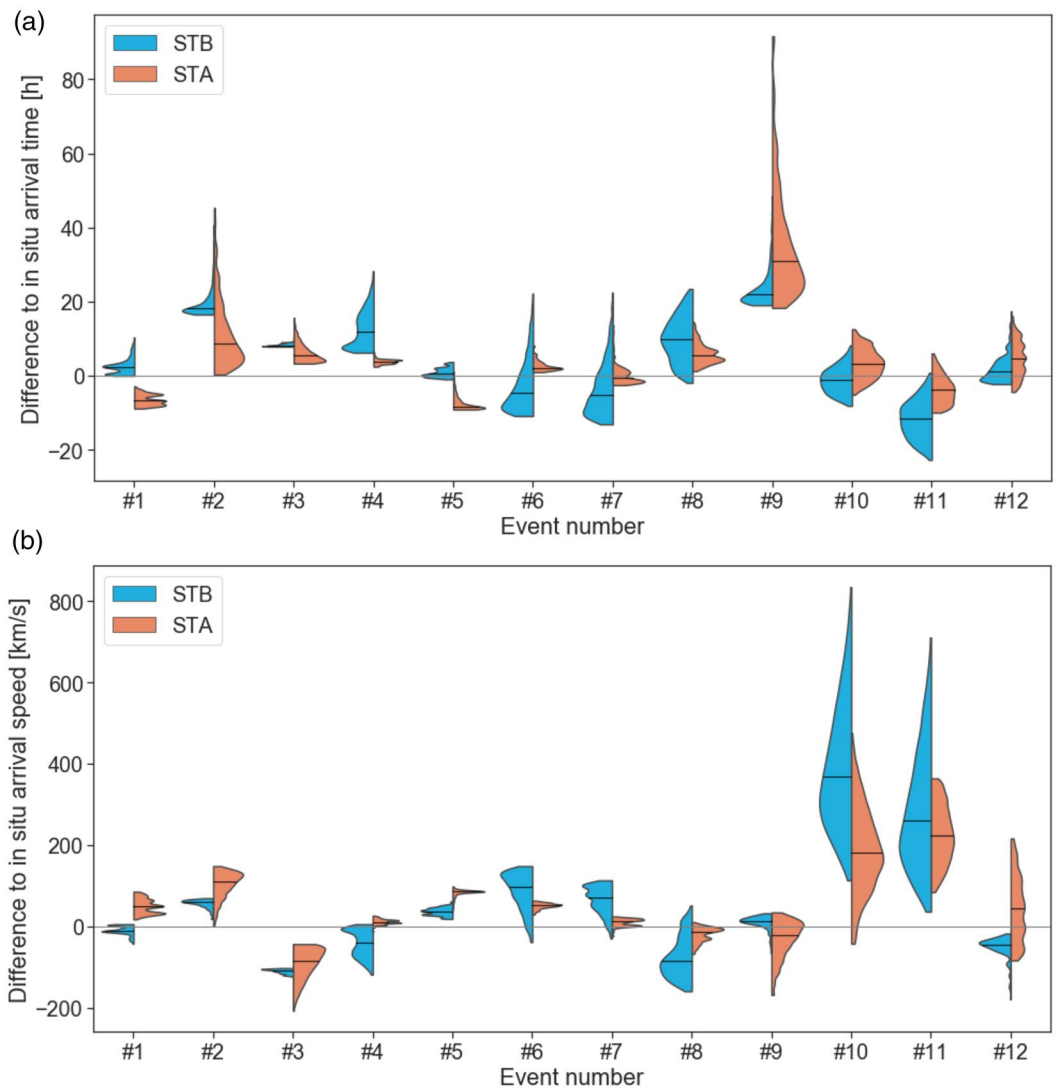 (a)
STB
STA
Difference to in situ arrival time [h]
80
60
40
20
0
−20
#1 #2 #3 #4 #5 #6 #7 #8 #9 #10 #11 #12
Event number
(b)
STB
STA
Difference to in situ arrival speed [km/s]
800
600
400
200
0
−200
#1 #2 #3 #4 #5 #6 #7 #8 #9 #10 #11 #12
Event number